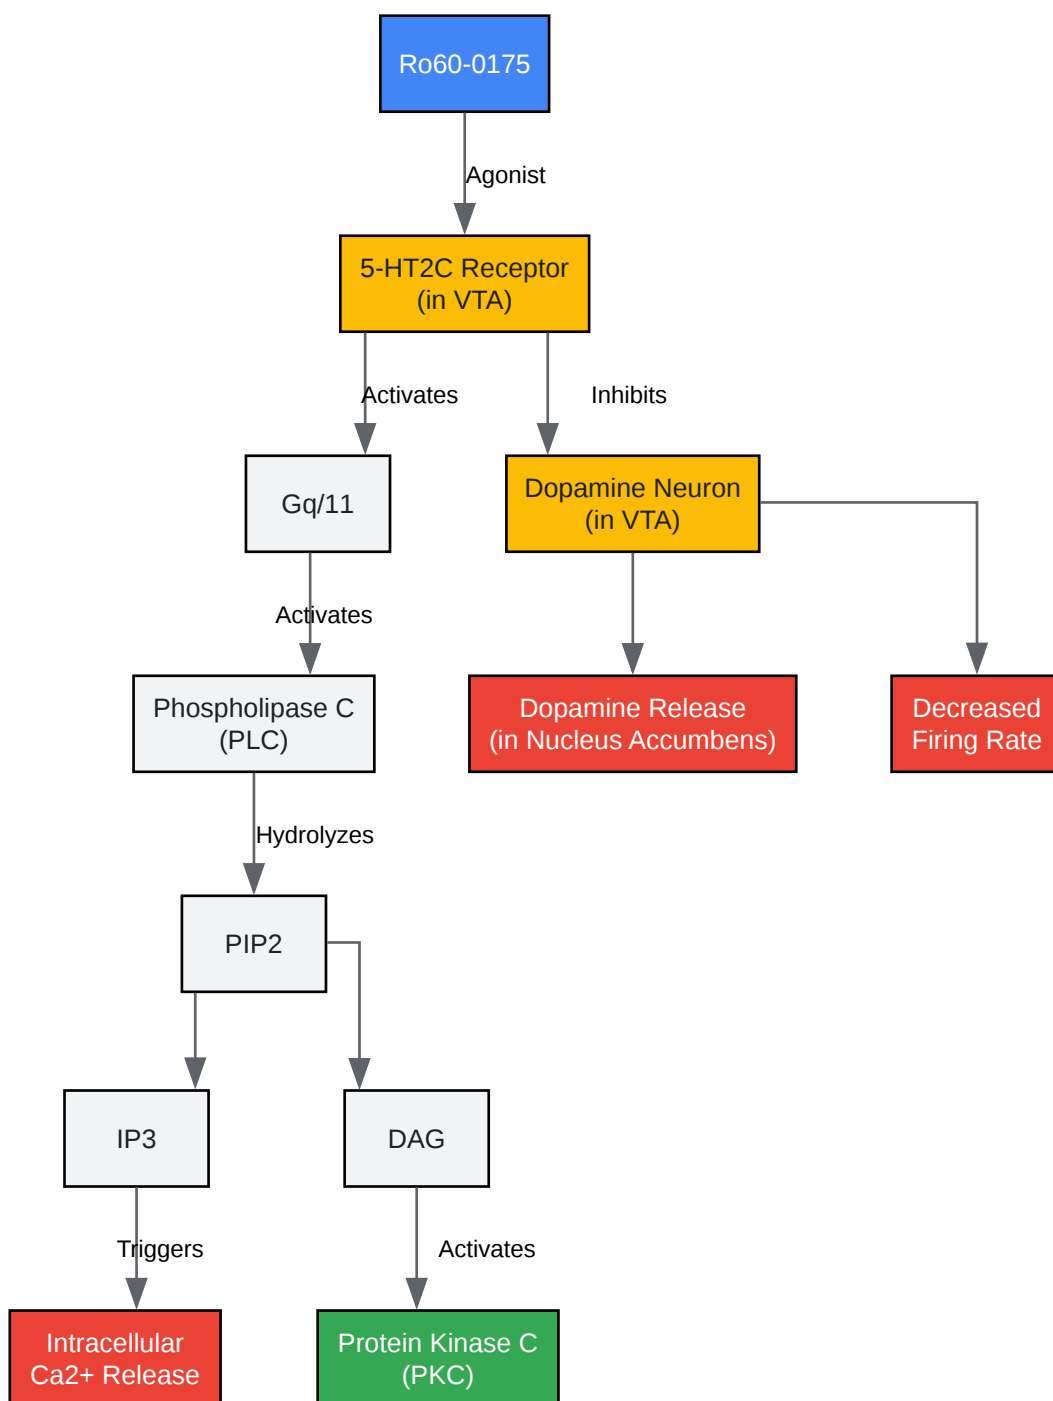 Ro60-0175
Agonist
5-HT2C Receptor
(in VTA)
Activates
Inhibits
Gq/11
Dopamine Neuron
(in VTA)
Activates
Phospholipase C
(PLC)
Dopamine Release
(in Nucleus Accumbens)
Decreased
Firing Rate
Hydrolyzes
PIP2
IP3
DAG
Triggers
Activates
Intracellular
Ca2+ Release
Protein Kinase C
(PKC)